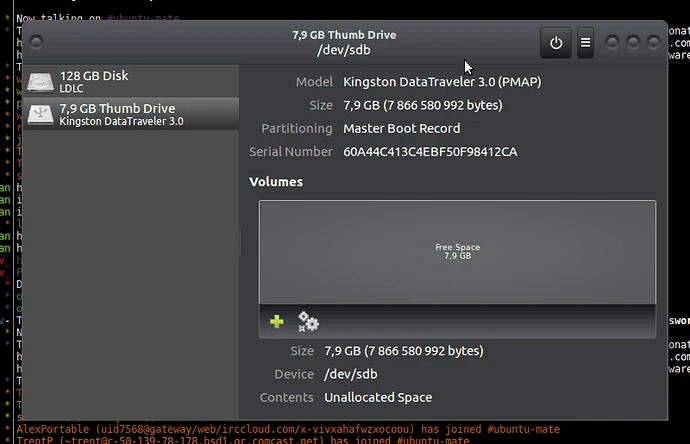 Now talking on #ubuntu-mate
7,9 GB Thumb Drive
/dev/sdb
128 GB Disk
LDLC
7,9 GB Thumb Drive
Kingston DataTraveler 3.0
Model Kingston DataTraveler 3.0 (PMAP)
Size 7,9 GB (7 866 580 992 bytes)
Partitioning Master Boot Record
Serial Number 60A44C413C4EBF50F98412CA
Volumes
Free Space
7,9 GB
Size 7,9 GB (7 866 580 992 bytes)
Device /dev/sdb
Contents Unallocated Space
* AlexPortable (uid7568@gateway/web/irccloud.com/x-vivxahafwzxocoou) has joined #ubuntu-mate
* TrentP (~trent@c-50-139-78-178.hsd1.or.comcast.net) has joined #ubuntu-mate